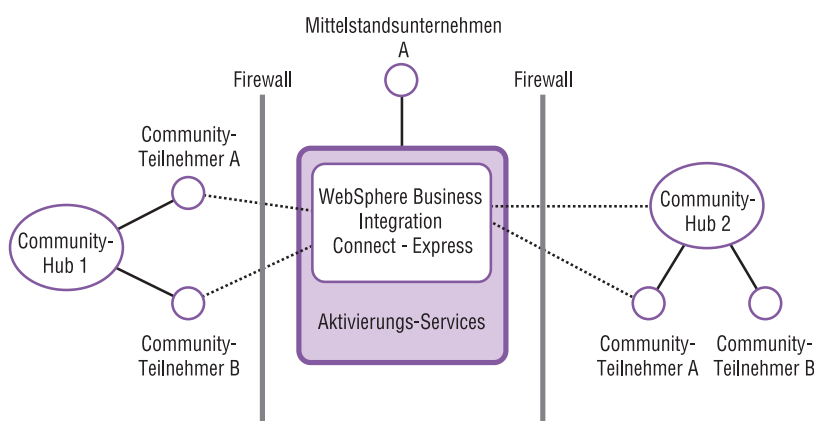 Mittelstandsunternehmen
A
Firewall
Firewall
Community-
Teilnehmer A
WebSphere Business
Integration
Connect - Express
Community-
Hub 1
Community-
Hub 2
Aktivierungs-Services
Community-
Teilnehmer B
Community-
Teilnehmer A
Community-
Teilnehmer B